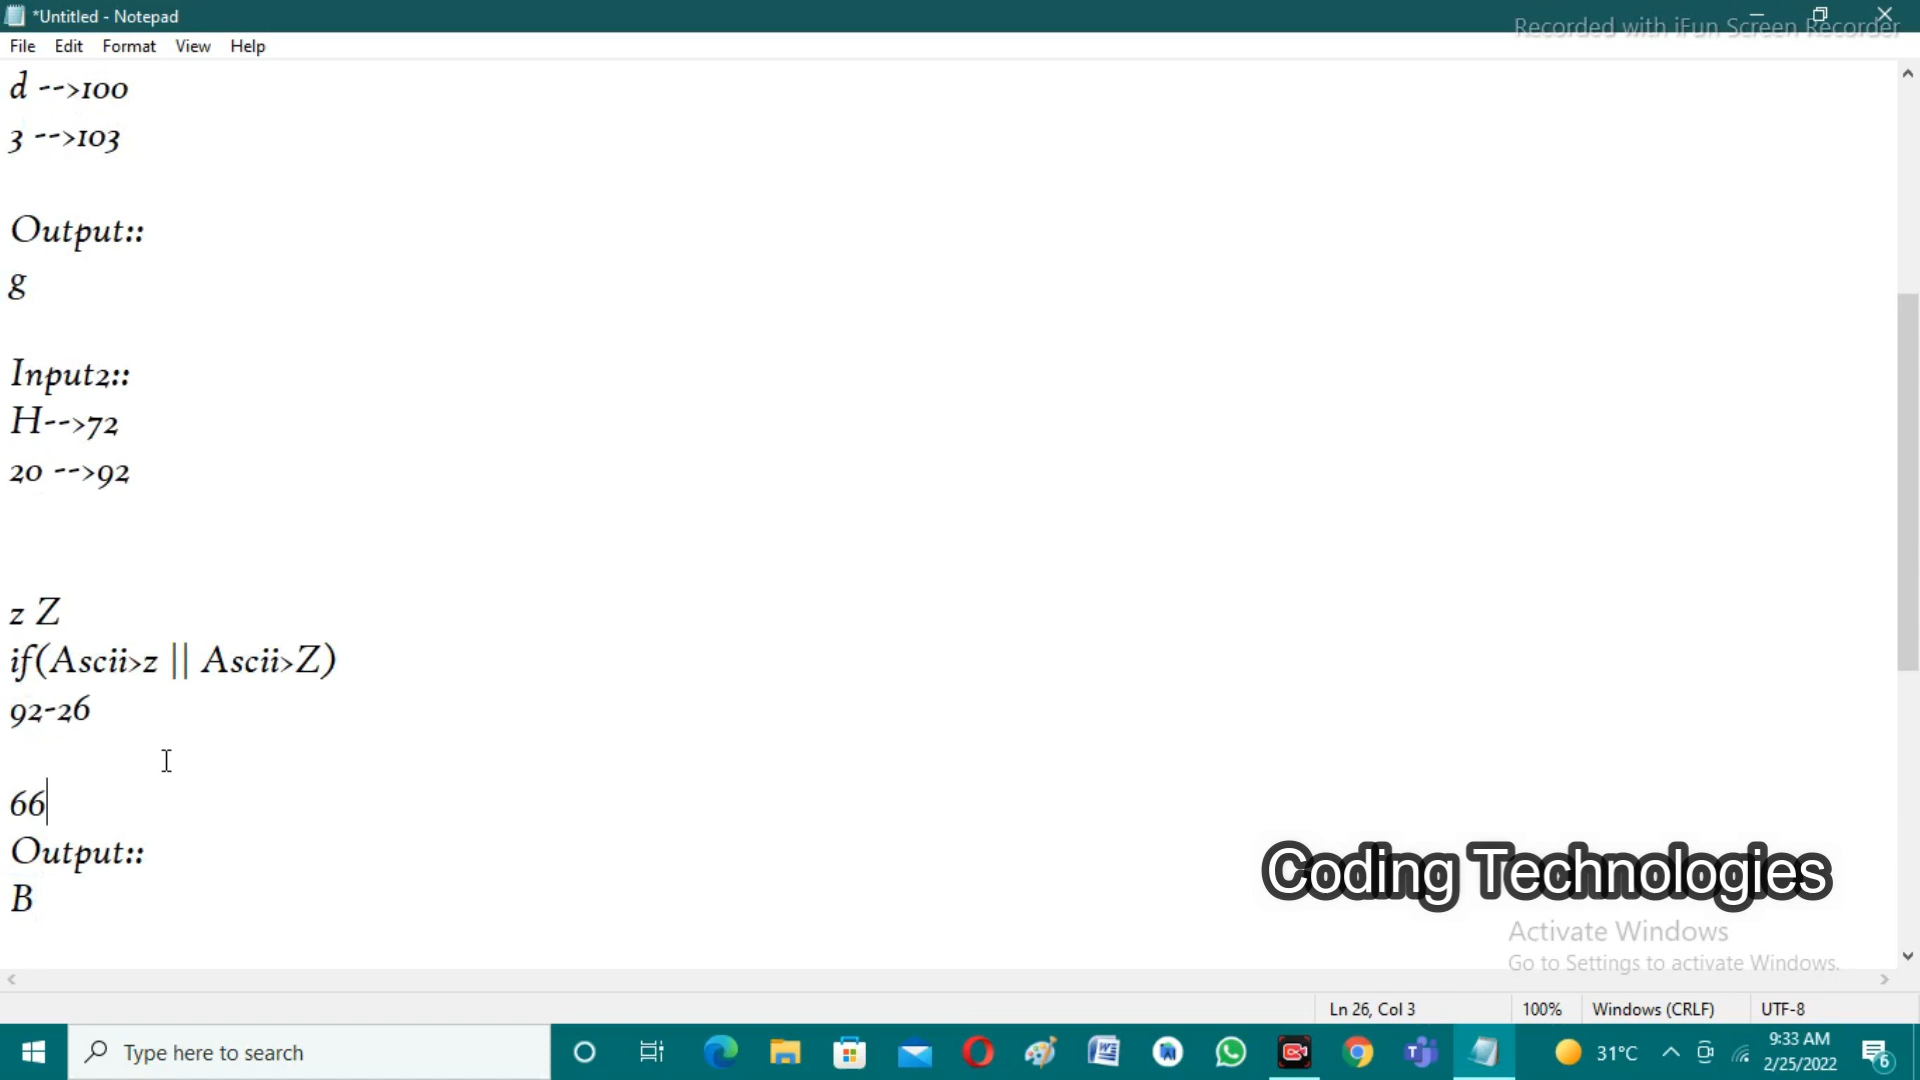 *Untitled - Notepad
Recorded with iFun Screen Recorder
File Edit Format View Help
d -->100
3 -->103
Output::
g
Input2::
H-->72
20 -->92
z Z
if(Ascii>z || Ascii>Z)
92-26
66
Output::
B
Coding Technologies
Activate Windows
Go to Settings to activate Windows.
Ln 26, Col 3 100% Windows (CRLF) UTF-8
Type here to search
31°C
9:33 AM
2/25/2022
6